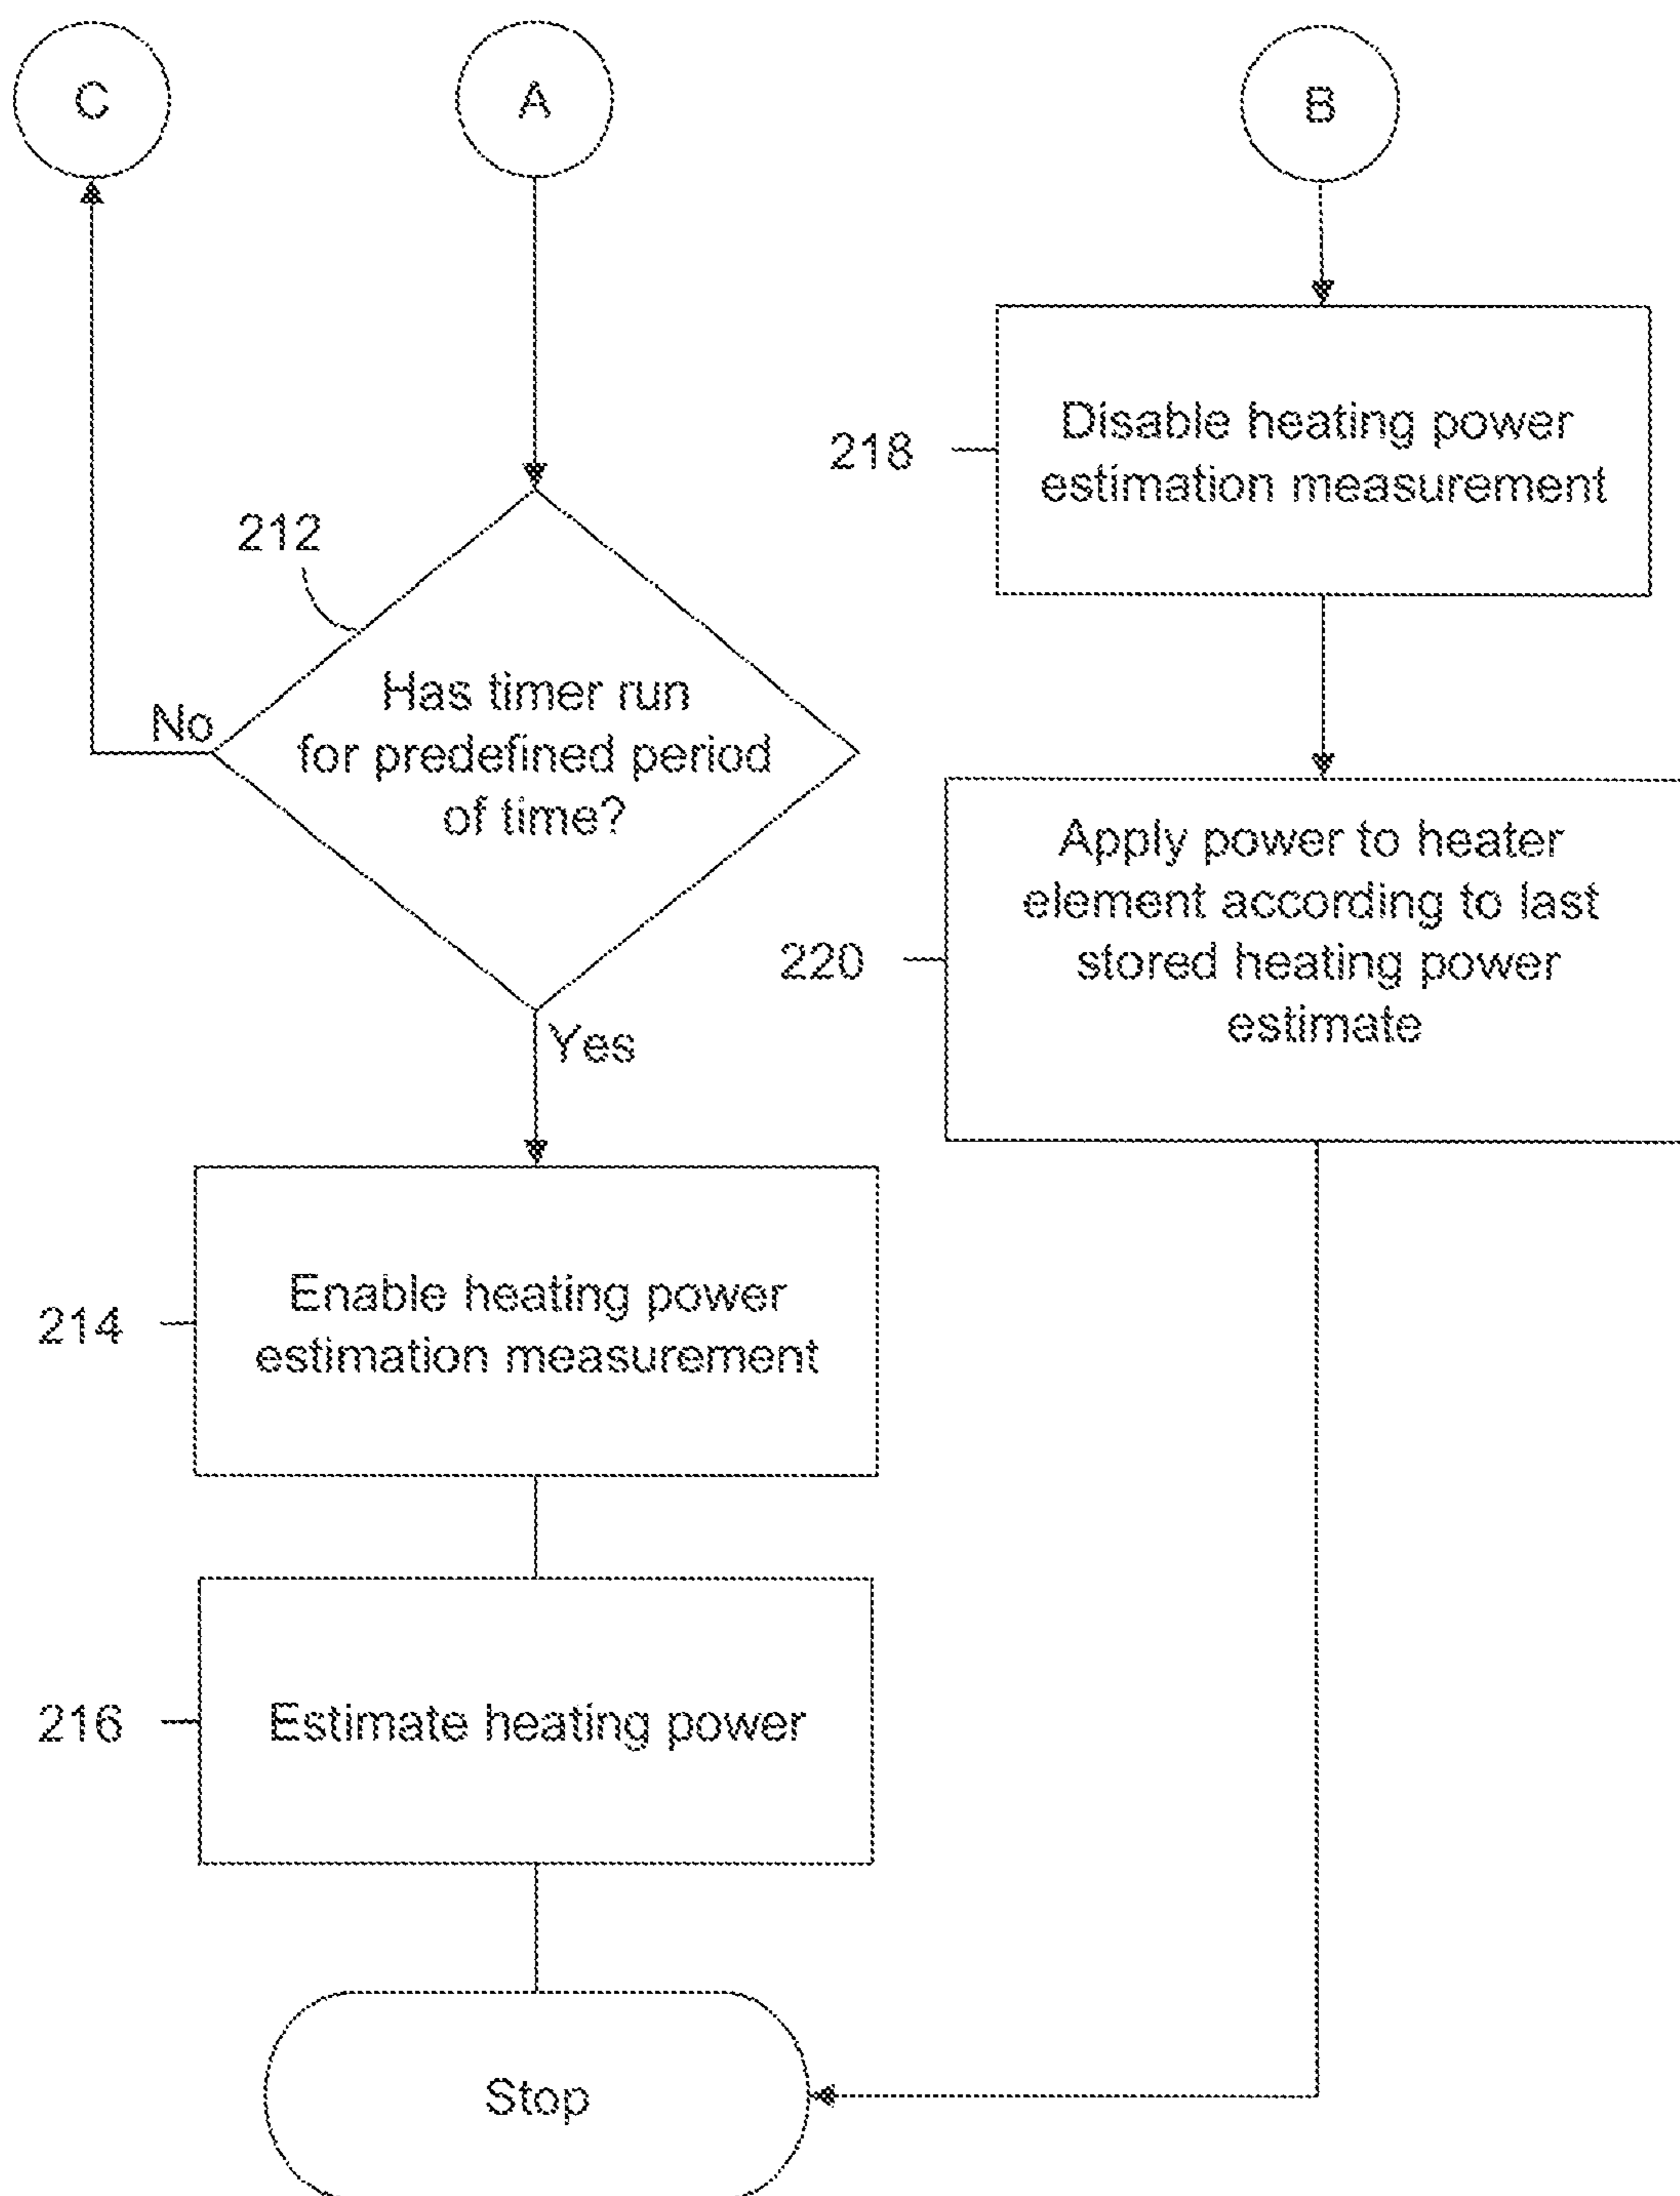 C
A
B
212
Has timer run
for predefined period
of time?
No
Yes
214
Enable heating power
estimation measurement
216
Estimate heating power
218
Disable heating power
estimation measurement
220
Apply power to heater
element according to last
stored heating power
estimate
Stop